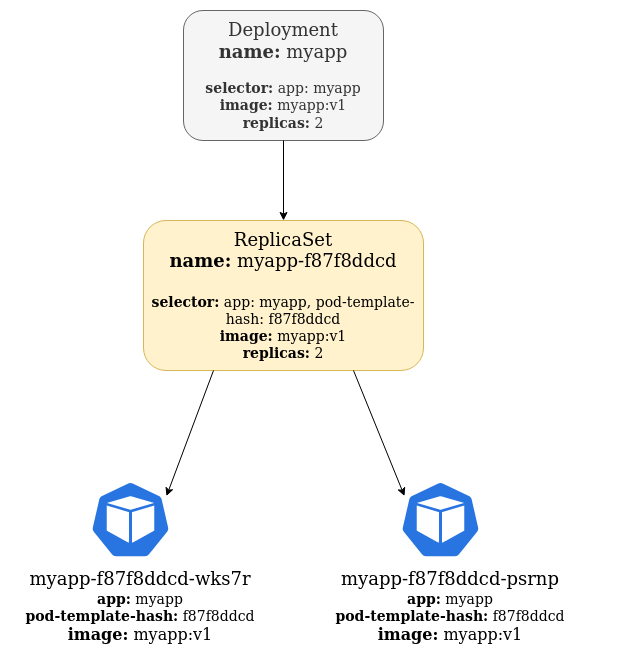 Deployment
name: myapp
selector: app: myapp
image: myapp:v1
replicas: 2
ReplicaSet
name: myapp-f87f8ddcd
selector: app: myapp, pod-template-
hash: f87f8ddcd
image: myapp:v1
replicas: 2
myapp-f87f8ddcd-wks7r
app: myapp
pod-template-hash: f87f8ddcd
image: myapp:v1
myapp-f87f8ddcd-psrnp
app: myapp
pod-template-hash: f87f8ddcd
image: myapp:v1